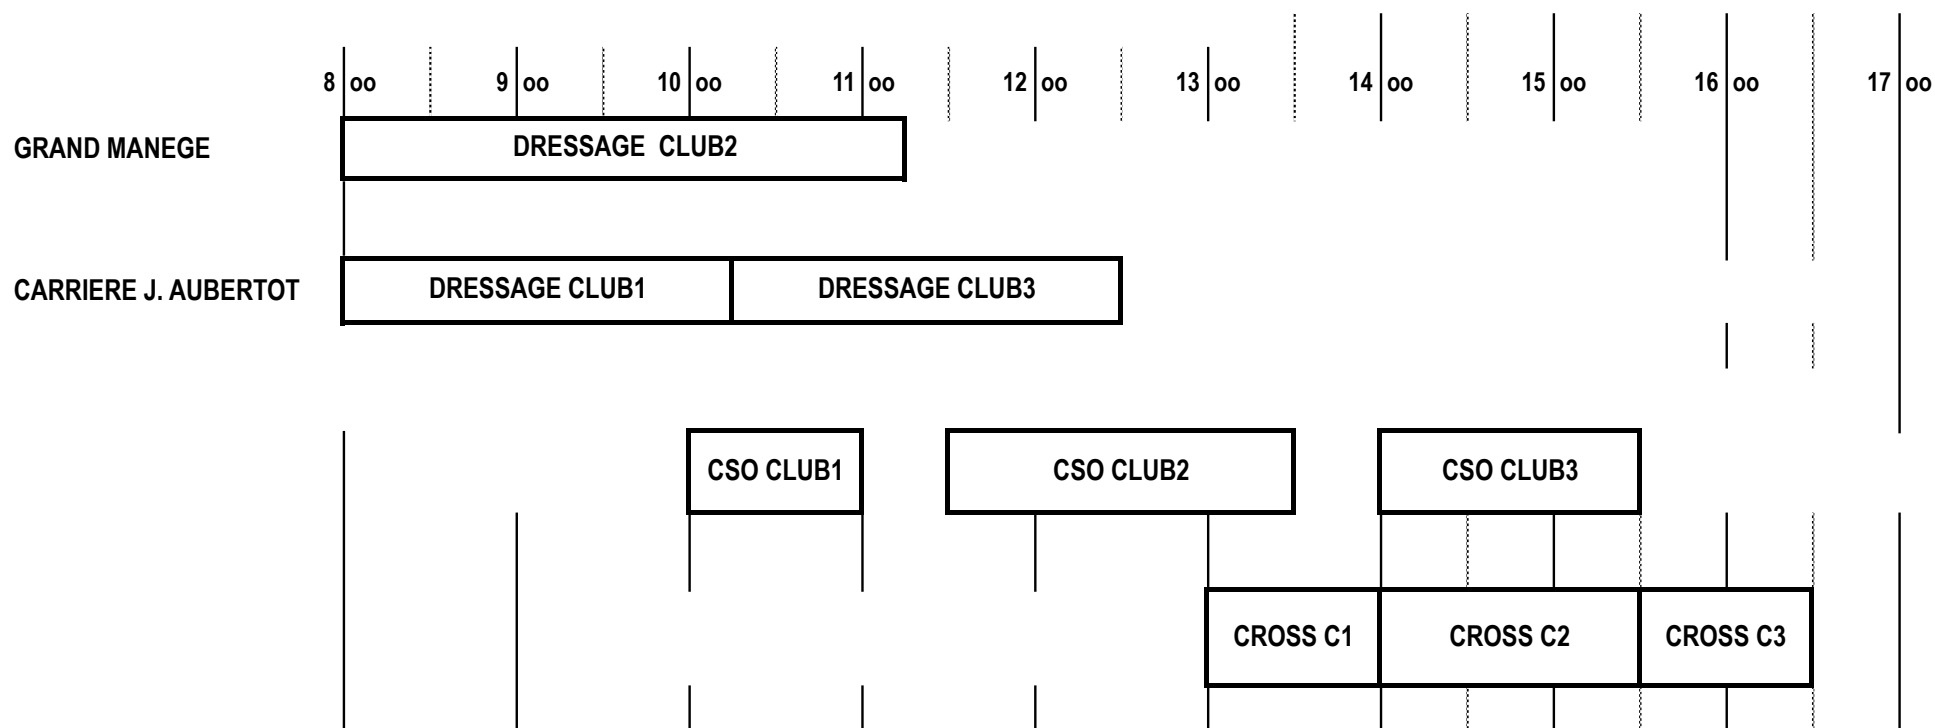 8 oo 9 oo 10 oo 11 oo 12 oo 13 oo 14 oo 15 oo 16 oo 17 oo
GRAND MANEGE DRESSAGE CLUB2
CARRIERE J. AUBERTOT DRESSAGE CLUB1 DRESSAGE CLUB3
CSO CLUB1 CSO CLUB2 CSO CLUB3
CROSS C1 CROSS C2 CROSS C3